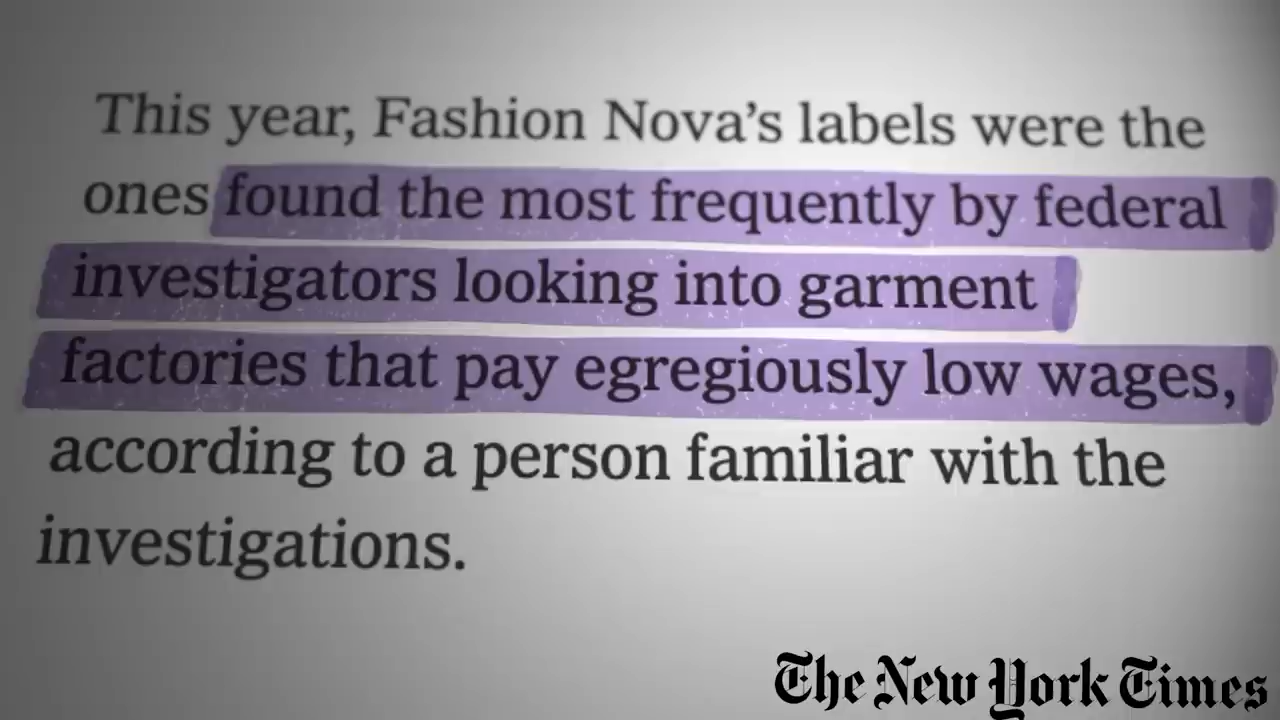 This year, Fashion Nova's labels were the
ones found the most frequently by federal
investigators looking into garment
factories that pay egregiously low wages,
according to a person familiar with the
investigations.
The New York Times